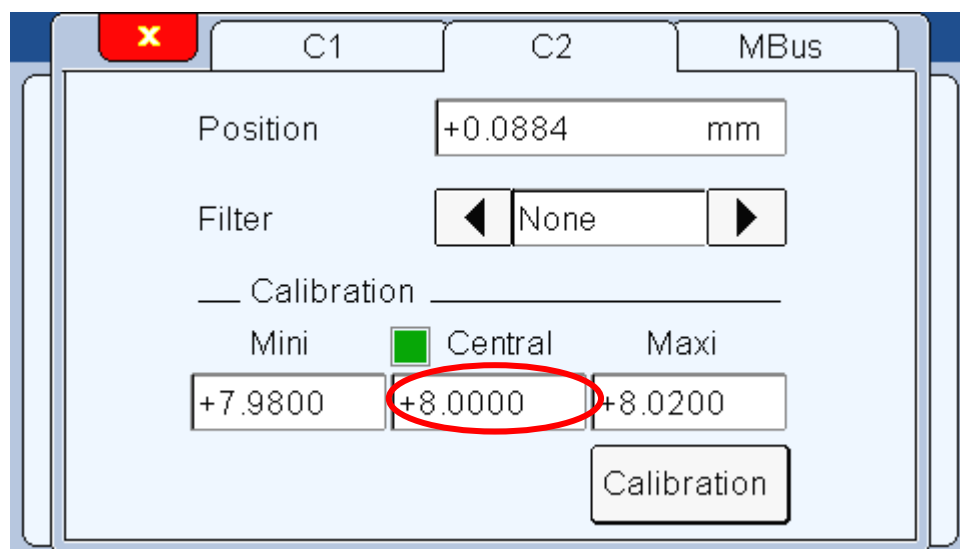 x C1 C2 MBus
Position +0.0884 mm
Filter None
Calibration
Mini Central Maxi
+7.9800 +8.0000 +8.0200
Calibration